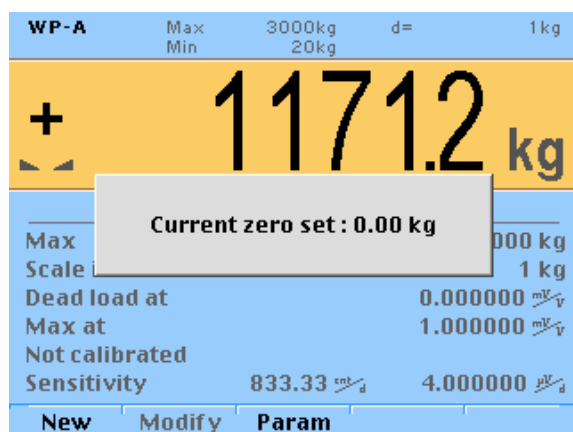 WP-A Max 3000kg d= 1kg
Min 20kg
+ 1171.2 kg
Current zero set : 0.00 kg
Max 000 kg
Scale 1 kg
Dead load at 0.000000 mV/V
Max at 1.000000 mV/V
Not calibrated
Sensitivity 833.33 cnt/d 4.000000 µV/d
New Modify Param